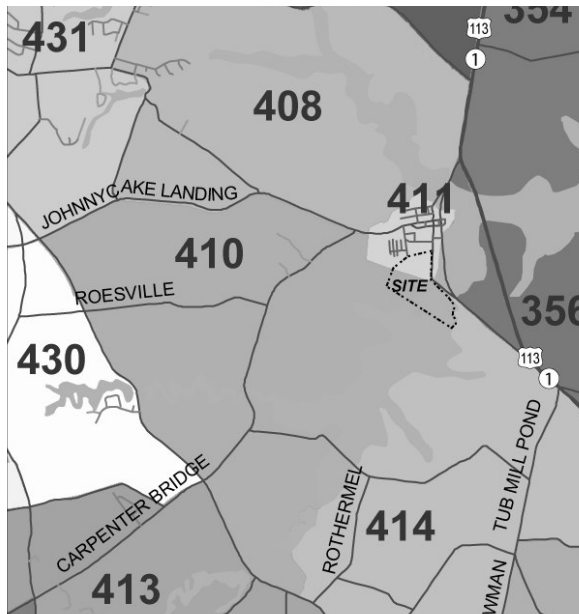 431
354
113
1
408
JOHNNYCAKE LANDING
411
410
SITE
ROESVILLE
356
430
113
1
TUB MILL POND
CARPENTER BRIDGE
ROTHERMEL
414
413
WMAN